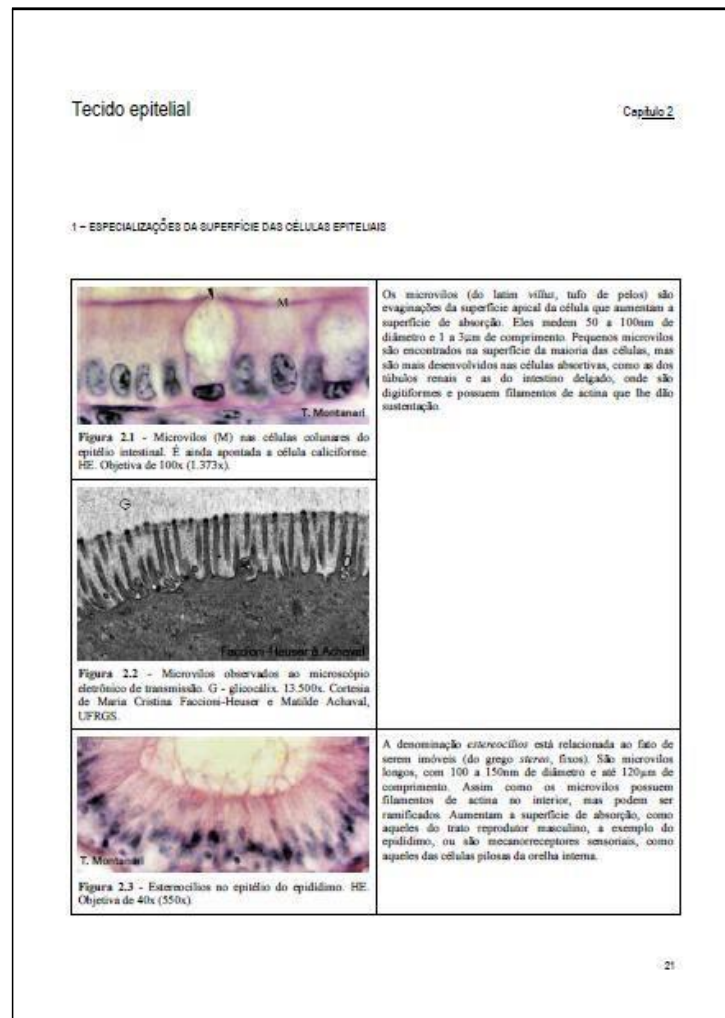 Tecido epitelial
Capítulo 2
1 – ESPECIALIZAÇÕES DA SUPERFÍCIE DAS CÉLULAS EPITELIAIS
M
T. Montanari
Figura 2.1 - Microvilos (M) nas células colunares do
epitélio intestinal. É ainda apontada a célula caliciforme.
HE. Objetiva de 100x (1.373x).
Os microvilos (do latim villus, tufo de pelos) são
evaginações da superfície apical da célula que aumentam a
superfície de absorção. Eles medem 50 a 100nm de
diâmetro e 1 a 3µm de comprimento. Pequenos microvilos
são encontrados na superfície da maioria das células, mas
são mais desenvolvidos nas células absortivas, como as dos
túbulos renais e as do intestino delgado, onde são
digitiformes e possuem filamentos de actina que lhe dão
sustentação.
G
Faccioni-Heuser & Achaval
Figura 2.2 - Microvilos observados ao microscópio
eletrônico de transmissão. G - glicocálix. 13.500x. Cortesia
de Maria Cristina Faccioni-Heuser e Matilde Achaval,
UFRGS.
T. Montanari
Figura 2.3 - Estereocílios no epitélio do epidídimo. HE.
Objetiva de 40x (550x).
A denominação estereocílios está relacionada ao fato de
serem imóveis (do grego stereos, fixos). São microvilos
longos, com 100 a 150nm de diâmetro e até 120µm de
comprimento. Assim como os microvilos possuem
filamentos de actina no interior, mas podem ser
ramificados. Aumentam a superfície de absorção, como
aqueles do trato reprodutor masculino, a exemplo do
epidídimo, ou são mecanorreceptores sensoriais, como
aqueles das células pilosas da orelha interna.
21